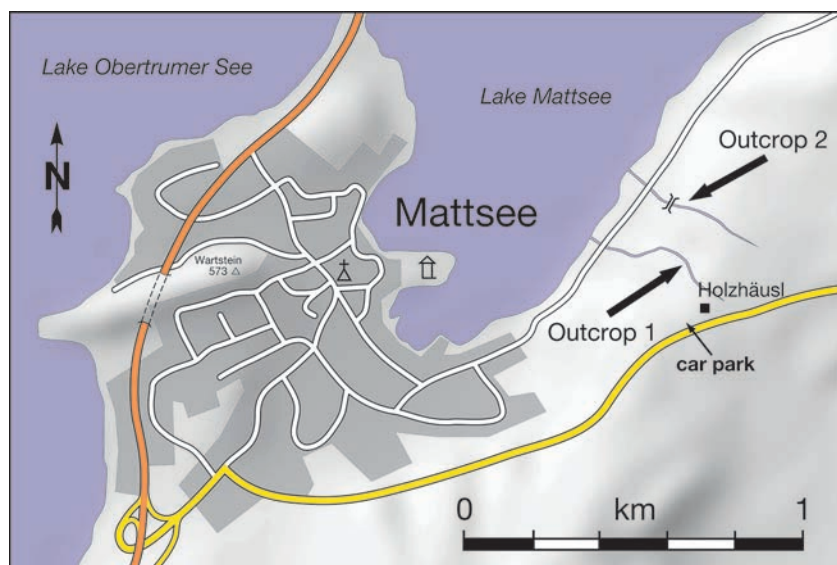 Lake Obertrumer See
Lake Mattsee
N
Outcrop 2
Mattsee
Wartstein
573
Holzhäusl
Outcrop 1
car park
0 km 1